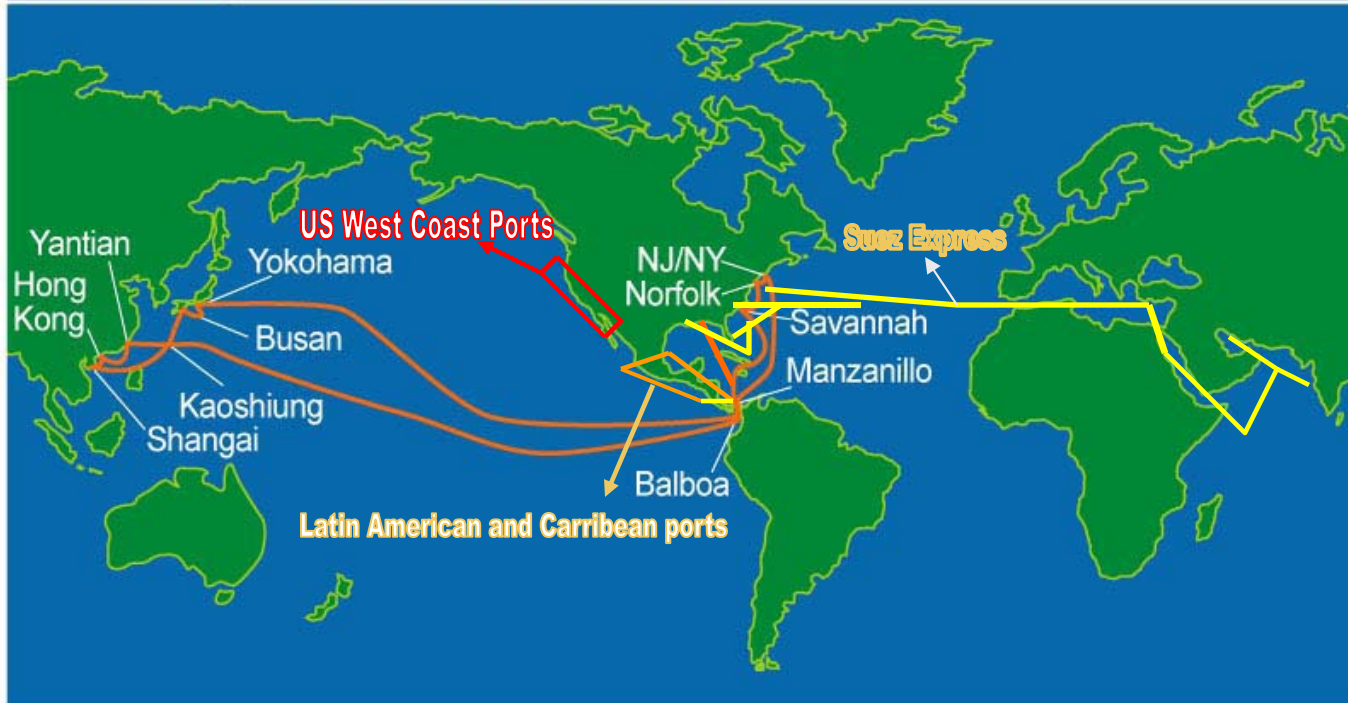 US West Coast Ports
Suez Express
Yantian
Hong
Kong
Yokohama
Busan
Kaoshiung
Shangai
NJ/NY
Norfolk
Savannah
Manzanillo
Balboa
Latin American and Carribean ports